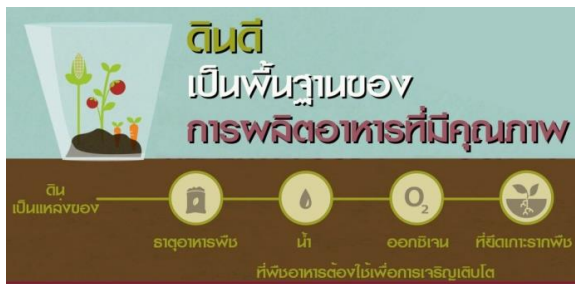 ดินดี
เป็นพื้นฐานของ
การผลิตอาหารที่มีคุณภาพ
ดิน
เป็นแหล่งของ
O2
ธาตุอาหารพืช
น้ำ
ออกซิเจน
ที่ยึดเกาะรากพืช
ที่พืชอาหารต้องใช้เพื่อการเจริญเติบโต